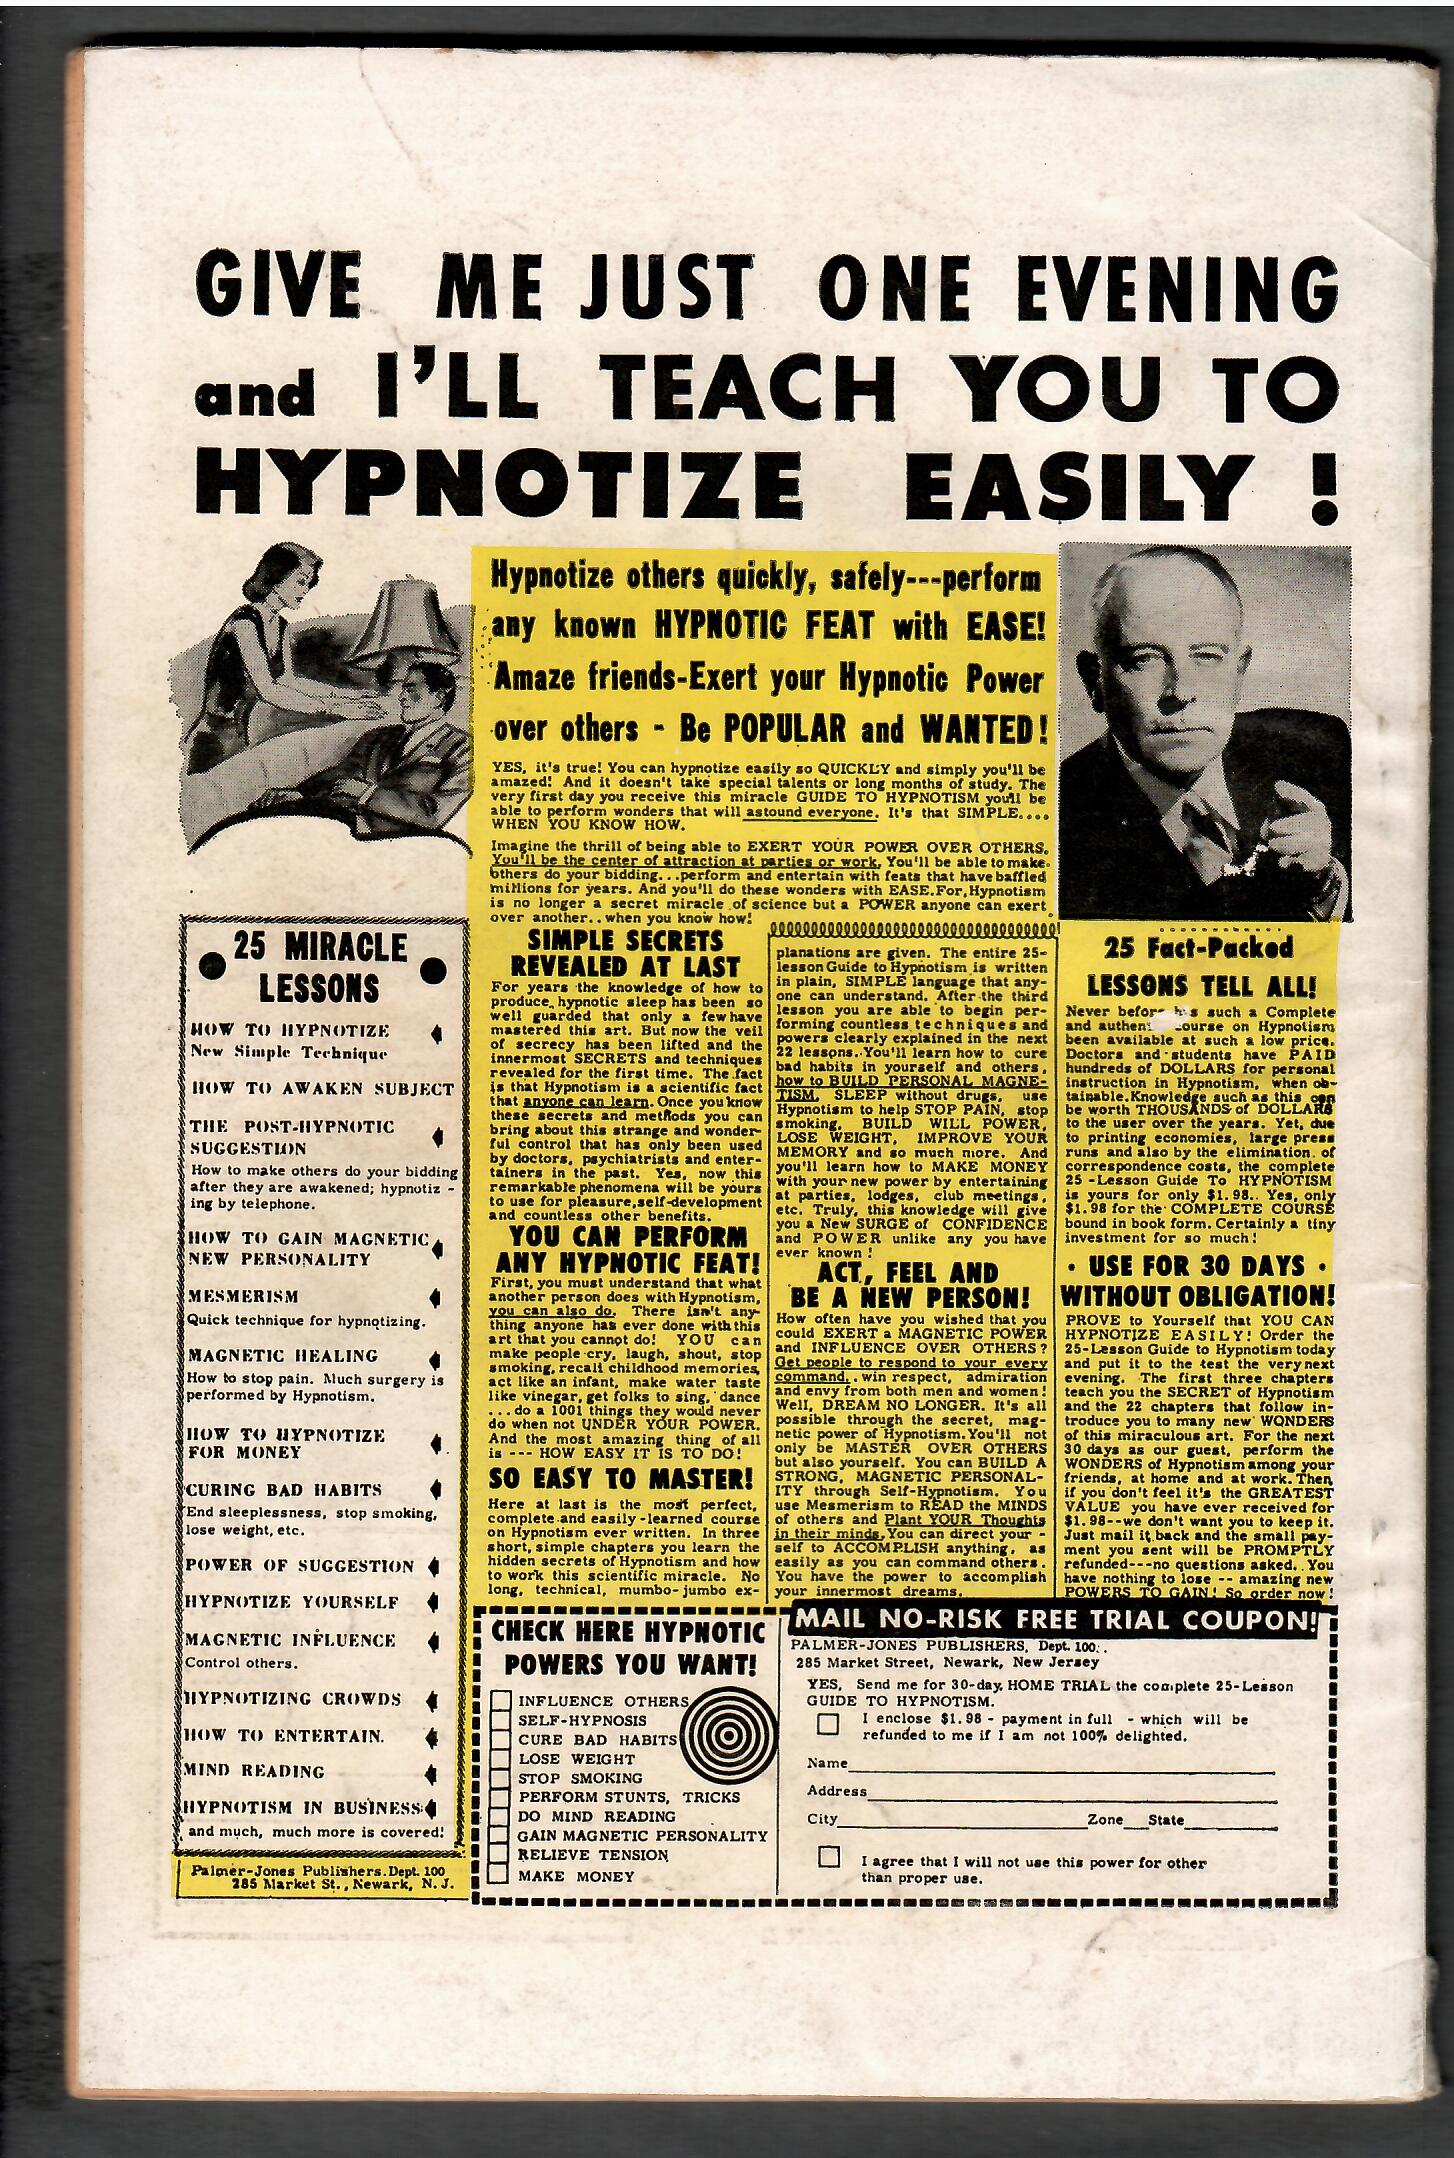 GIVE ME JUST ONE EVENING
and I'LL TEACH YOU TO
HYPNOTIZE EASILY !
Hypnotize others quickly, safely---perform
any known HYPNOTIC FEAT with EASE!
Amaze friends-Exert your Hypnotic Power
over others - Be POPULAR and WANTED!
YES, it's true! You can hypnotize easily so QUICKLY and simply you'll be
amazed! And it doesn't take special talents or long months of study. The
very first day you receive this miracle GUIDE TO HYPNOTISM you'll be
able to perform wonders that will astound everyone. It's that SIMPLE....
WHEN YOU KNOW HOW.
Imagine the thrill of being able to EXERT YOUR POWER OVER OTHERS.
You'll be the center of attraction at parties or work. You'll be able to make
others do your bidding...perform and entertain with feats that have baffled
millions for years. And you'll do these wonders with EASE. For, Hypnotism
is no longer a secret miracle of science but a POWER anyone can exert
over another.. when you know how!
25 MIRACLE
LESSONS
HOW TO HYPNOTIZE
New Simple Technique
HOW TO AWAKEN SUBJECT
THE POST-HYPNOTIC
SUGGESTION
How to make others do your bidding
after they are awakened; hypnotiz -
ing by telephone.
HOW TO GAIN MAGNETIC
NEW PERSONALITY
MESMERISM
Quick technique for hypnotizing.
MAGNETIC HEALING
How to stop pain. Much surgery is
performed by Hypnotism.
HOW TO HYPNOTIZE
FOR MONEY
CURING BAD HABITS
End sleeplessness, stop smoking,
lose weight, etc.
POWER OF SUGGESTION
HYPNOTIZE YOURSELF
MAGNETIC INFLUENCE
Control others.
HYPNOTIZING CROWDS
HOW TO ENTERTAIN.
MIND READING
HYPNOTISM IN BUSINESS
and much, much more is covered!
Palmer-Jones Publishers. Dept. 100
285 Market St., Newark, N. J.
SIMPLE SECRETS
REVEALED AT LAST
For years the knowledge of how to
produce hypnotic sleep has been so
well guarded that only a few have
mastered this art. But now the veil
of secrecy has been lifted and the
innermost SECRETS and techniques
revealed for the first time. The fact
is that Hypnotism is a scientific fact
that anyone can learn. Once you know
these secrets and methods you can
bring about this strange and wonder-
ful control that has only been used
by doctors, psychiatrists and enter-
tainers in the past. Yes, now this
remarkable phenomena will be yours
to use for pleasure, self-development
and countless other benefits.
YOU CAN PERFORM
ANY HYPNOTIC FEAT!
First, you must understand that what
another person does with Hypnotism,
you can also do. There isn't any-
thing anyone has ever done with this
art that you cannot do! YOU can
make people cry, laugh, shout, stop
smoking, recall childhood memories,
act like an infant, make water taste
like vinegar, get folks to sing, dance
...do a 1001 things they would never
do when not UNDER YOUR POWER.
And the most amazing thing of all
is --- HOW EASY IT IS TO DO!
SO EASY TO MASTER!
Here at last is the most perfect,
complete and easily-learned course
on Hypnotism ever written. In three
short, simple chapters you learn the
hidden secrets of Hypnotism and how
to work this scientific miracle. No
long, technical, mumbo-jumbo ex-
planations are given. The entire 25-
lesson Guide to Hypnotism is written
in plain, SIMPLE language that any-
one can understand. After the third
lesson you are able to begin per-
forming countless techniques and
powers clearly explained in the next
22 lessons. You'll learn how to cure
bad habits in yourself and others,
how to BUILD PERSONAL MAGNE-
TISM, SLEEP without drugs, use
Hypnotism to help STOP PAIN, stop
smoking, BUILD WILL POWER,
LOSE WEIGHT, IMPROVE YOUR
MEMORY and so much more. And
you'll learn how to MAKE MONEY
with your new power by entertaining
at parties, lodges, club meetings,
etc. Truly, this knowledge will give
you a New SURGE of CONFIDENCE
and POWER unlike any you have
ever known!
ACT, FEEL AND
BE A NEW PERSON!
How often have you wished that you
could EXERT a MAGNETIC POWER
and INFLUENCE OVER OTHERS?
Get people to respond to your every
command.. win respect, admiration
and envy from both men and women!
Well, DREAM NO LONGER. It's all
possible through the secret, mag-
netic power of Hypnotism. You'll not
only be MASTER OVER OTHERS
but also yourself. You can BUILD A
STRONG, MAGNETIC PERSONAL-
ITY through Self-Hypnotism. You
use Mesmerism to READ the MINDS
of others and Plant YOUR Thoughts
in their minds. You can direct your -
self to ACCOMPLISH anything, as
easily as you can command others.
You have the power to accomplish
your innermost dreams.
25 Fact-Packed
LESSONS TELL ALL!
Never before has such a Complete
and authentic course on Hypnotism
been available at such a low price.
Doctors and students have PAID
hundreds of DOLLARS for personal
instruction in Hypnotism, when ob-
tainable. Knowledge such as this can
be worth THOUSANDS of DOLLARS
to the user over the years. Yet, due
to printing economies, large press
runs and also by the elimination of
correspondence costs, the complete
25 -Lesson Guide To HYPNOTISM
is yours for only $1.98.. Yes, only
$1.98 for the COMPLETE COURSE
bound in book form. Certainly a tiny
investment for so much!
• USE FOR 30 DAYS •
WITHOUT OBLIGATION!
PROVE to Yourself that YOU CAN
HYPNOTIZE EASILY! Order the
25-Lesson Guide to Hypnotism today
and put it to the test the very next
evening. The first three chapters
teach you the SECRET of Hypnotism
and the 22 chapters that follow in-
troduce you to many new WONDERS
of this miraculous art. For the next
30 days as our guest, perform the
WONDERS of Hypnotism among your
friends, at home and at work. Then,
if you don't feel it's the GREATEST
VALUE you have ever received for
$1.98--we don't want you to keep it.
Just mail it back and the small pay-
ment you sent will be PROMPTLY
refunded---no questions asked. You
have nothing to lose -- amazing new
POWERS TO GAIN! So order now!
CHECK HERE HYPNOTIC
POWERS YOU WANT!
INFLUENCE OTHERS
SELF-HYPNOSIS
CURE BAD HABITS
LOSE WEIGHT
STOP SMOKING
PERFORM STUNTS, TRICKS
DO MIND READING
GAIN MAGNETIC PERSONALITY
RELIEVE TENSION
MAKE MONEY
MAIL NO-RISK FREE TRIAL COUPON!
PALMER-JONES PUBLISHERS, Dept. 100
285 Market Street, Newark, New Jersey
YES, Send me for 30-day, HOME TRIAL the complete 25-Lesson
GUIDE TO HYPNOTISM.
I enclose $1.98 - payment in full - which will be
refunded to me if I am not 100% delighted.
Name
Address
City Zone State
I agree that I will not use this power for other
than proper use.